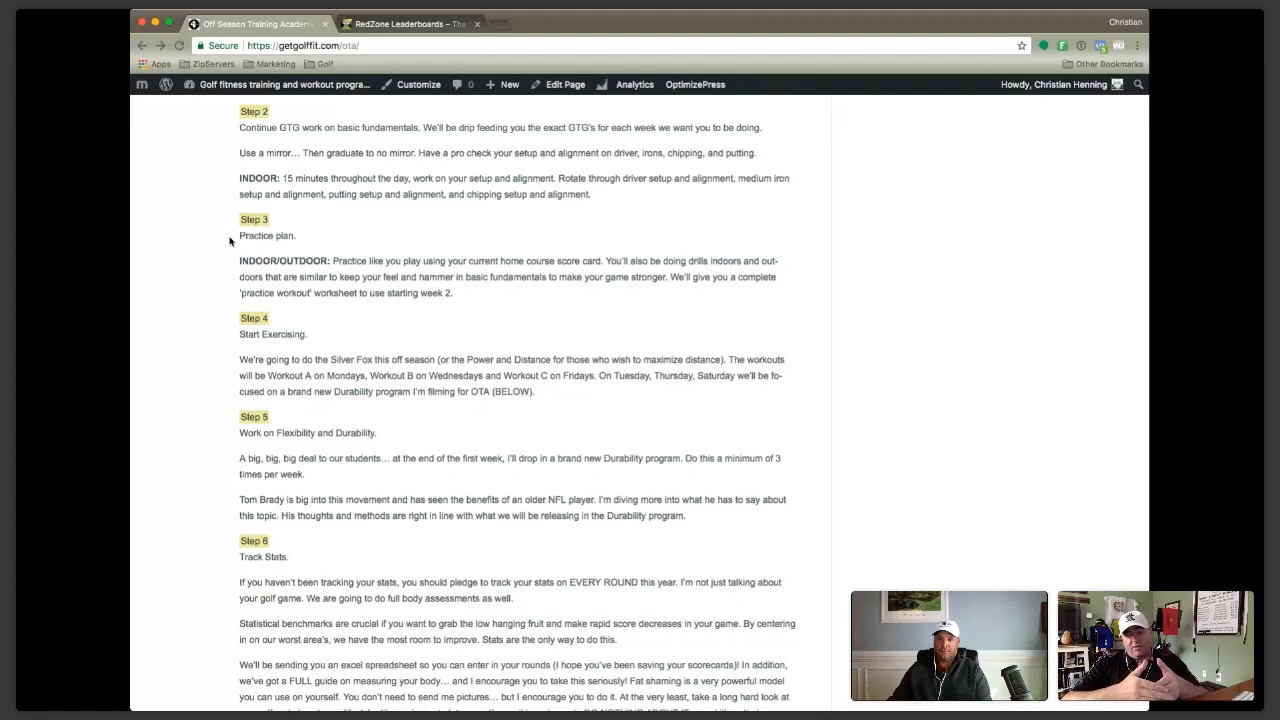 Christian
Off Season Training Academy
RedZone Leaderboards – The
Secure
https://getgolffit.com/ota/
Apps
ZipServers
Marketing
Golf
Other Bookmarks
Golf fitness training and workout progra...
Customize
0
New
Edit Page
Analytics
OptimizePress
Howdy, Christian Henning
Step 2
Continue GTG work on basic fundamentals. We'll be drip feeding you the exact GTG's for each week we want you to be doing.
Use a mirror… Then graduate to no mirror. Have a pro check your setup and alignment on driver, irons, chipping, and putting.
INDOOR: 15 minutes throughout the day, work on your setup and alignment. Rotate through driver setup and alignment, medium iron
setup and alignment, putting setup and alignment, and chipping setup and alignment.
Step 3
Practice plan.
INDOOR/OUTDOOR: Practice like you play using your current home course score card. You'll also be doing drills indoors and out-
doors that are similar to keep your feel and hammer in basic fundamentals to make your game stronger. We'll give you a complete
'practice workout' worksheet to use starting week 2.
Step 4
Start Exercising.
We're going to do the Silver Fox this off season (or the Power and Distance for those who wish to maximize distance). The workouts
will be Workout A on Mondays, Workout B on Wednesdays and Workout C on Fridays. On Tuesday, Thursday, Saturday we'll be fo-
cused on a brand new Durability program I'm filming for OTA (BELOW).
Step 5
Work on Flexibility and Durability.
A big, big, big deal to our students… at the end of the first week, I'll drop in a brand new Durability program. Do this a minimum of 3
times per week.
Tom Brady is big into this movement and has seen the benefits of an older NFL player. I'm diving more into what he has to say about
this topic. His thoughts and methods are right in line with what we will be releasing in the Durability program.
Step 6
Track Stats.
If you haven't been tracking your stats, you should pledge to track your stats on EVERY ROUND this year. I'm not just talking about
your golf game. We are going to do full body assessments as well.
Statistical benchmarks are crucial if you want to grab the low hanging fruit and make rapid score decreases in your game. By centering
in on our worst area's, we have the most room to improve. Stats are the only way to do this.
We'll be sending you an excel spreadsheet so you can enter in your rounds (I hope you've been saving your scorecards)! In addition,
we've got a FULL guide on measuring your body… and I encourage you to take this seriously! Fat shaming is a very powerful model
you can use on yourself. You don't need to send me pictures… but I encourage you to do it. At the very least, take a long hard look at